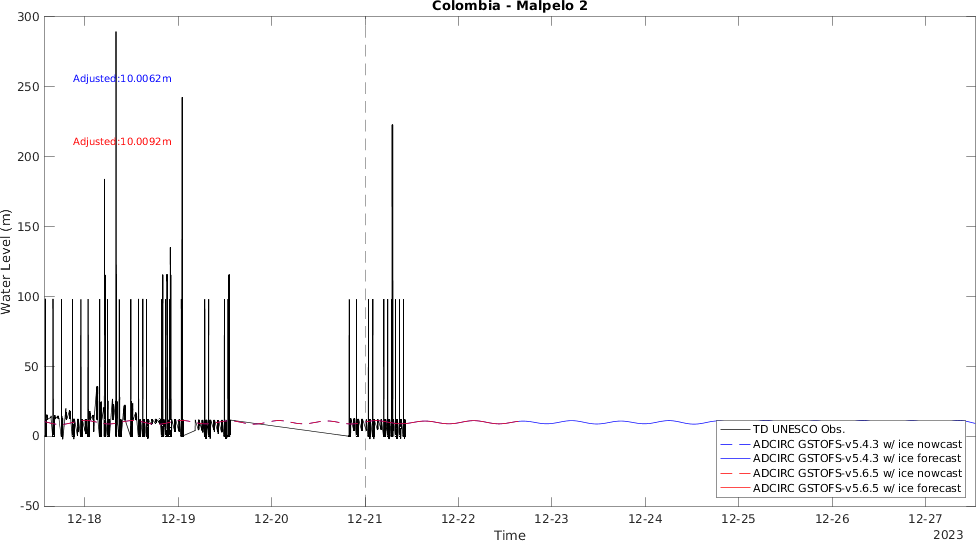 Colombia - Malpelo 2
300
250
200
150
100
50
0
-50
Water Level (m)
Adjusted:10.0062m
Adjusted:10.0092m
TD UNESCO Obs.
ADCIRC GSTOFS-v5.4.3 w/ ice nowcast
ADCIRC GSTOFS-v5.4.3 w/ ice forecast
ADCIRC GSTOFS-v5.6.5 w/ ice nowcast
ADCIRC GSTOFS-v5.6.5 w/ ice forecast
12-18 12-19 12-20 12-21 12-22 12-23 12-24 12-25 12-26 12-27
Time
2023